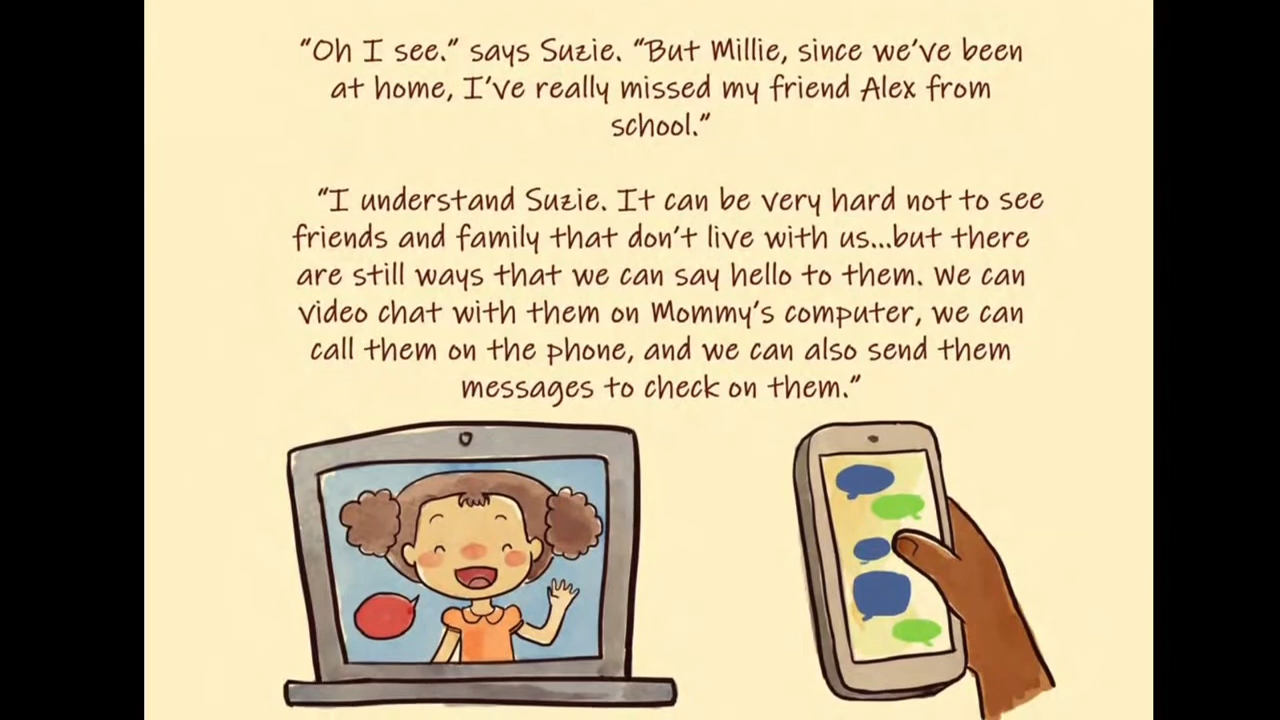 “Oh I see.” says Suzie. “But Millie, since we’ve been
at home, I’ve really missed my friend Alex from
school.”
“I understand Suzie. It can be very hard not to see
friends and family that don’t live with us...but there
are still ways that we can say hello to them. We can
video chat with them on Mommy’s computer, we can
call them on the phone, and we can also send them
messages to check on them.”